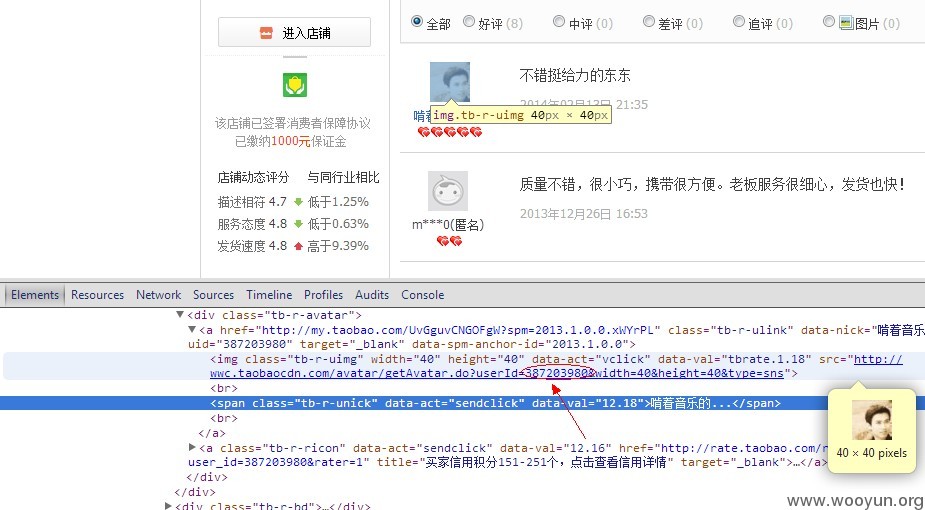 进入店铺
该店铺已签署消费者保障协议
已缴纳1000元保证金
店铺动态评分 与同行业相比
描述相符 4.7 低于1.25%
服务态度 4.8 低于0.63%
发货速度 4.8 高于9.39%
全部 好评 (8) 中评 (0) 差评 (0) 追评 (0) 图片 (0)
不错挺给力的东东
2014年02月13日 21:35
img.tb-r-uimg 40px × 40px
质量不错，很小巧，携带很方便。老板服务很细心，发货也快！
2013年12月26日 16:53
m***0(匿名)
Elements Resources Network Sources Timeline Profiles Audits Console
<div class="tb-r-avatar">
<a href="http://my.taobao.com/UvGguvCNGOFgW?spm=2013.1.0.0.xWYrPL" class="tb-r-ulink" data-nick="啃着音乐
uid="387203980" target="_blank" data-spm-anchor-id="2013.1.0.0">
<img class="tb-r-uimg" width="40" height="40" data-act="vclick" data-val="tbrate.1.18" src="http://
wwc.taobaocdn.com/avatar/getAvatar.do?userId=387203980&width=40&height=40&type=sns">
<br>
<span class="tb-r-unick" data-act="sendclick" data-val="12.18">啃着音乐的...</span>
<br>
</a>
<a class="tb-r-ricon" data-act="sendclick" data-val="12.16" href="http://rate.taobao.com/r
user_id=387203980&rater=1" title="买家信用积分151-251个，点击查看信用详情" target="_blank">…</a>
</div>
</div>
<div class="tb-r-bd">…</div>
40 × 40 pixels
www.wooyun.org